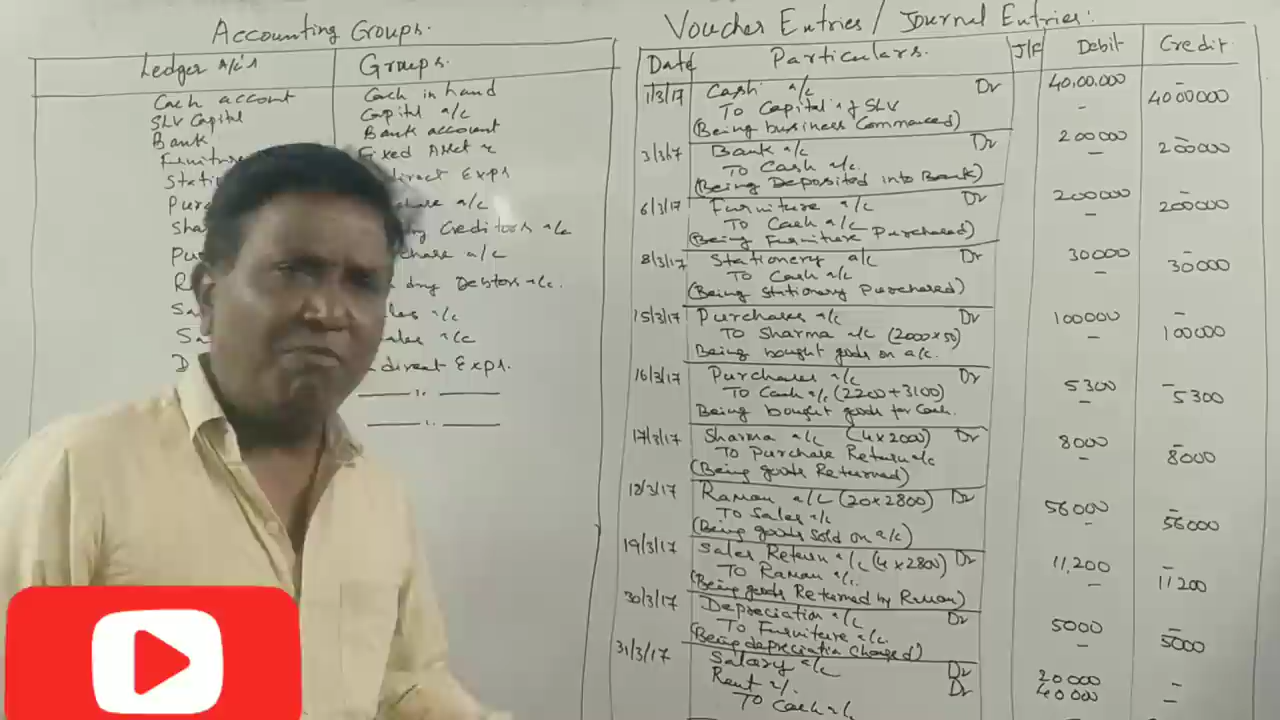 Accounting Groups.
Ledger A/c's Groups.
Cash account Cash in hand
SLV Capital Capital a/c
Bank Bank account
Furniture Fixed Asset
direct Exps
a/c
Creditors a/c
a/c
Debtors a/c.
a/c
ales a/c
direct Exps.
Voucher Entries / Journal Entries:
Date Particulars. J/F Debit Credit
1/3/17 Cash a/c Dr 40,00,000 -
To Capital of SLV - 4000000
(Being business Commenced)
3/3/17 Bank a/c Dr 200000 -
To Cash a/c - 200000
(Being Deposited into Bank)
6/3/17 Furniture a/c Dr 200000 -
To Cash a/c - 200000
(Being Furniture Purchased)
8/3/17 Stationery a/c Dr 30000 -
To Cash a/c - 30000
(Being Stationary Purchased)
15/3/17 Purchases a/c Dr 100000 -
To Sharma a/c (2000x50) - 100000
Being bought goods on a/c.
16/3/17 Purchases a/c Dr 5300 -
To Cash a/c (2200+3100) - 5300
Being bought goods for Cash.
17/3/17 Sharma a/c (4x2000) Dr 8000 -
To Purchase Return a/c - 8000
(Being goods Returned)
18/3/17 Raman a/c (20x2800) Dr 56000 -
To Sales a/c - 56000
(Being goods Sold on a/c)
19/3/17 Sales Return a/c (4x2800) Dr 11,200 -
To Raman a/c. - 11200
(Being goods Returned by Raman)
30/3/17 Depreciation a/c Dr 5000 -
To Furniture a/c. - 5000
(Being depreciation Charged)
31/3/17 Salary a/c Dr 20000 -
Rent a/c. Dr 40000 -
To Cash a/c